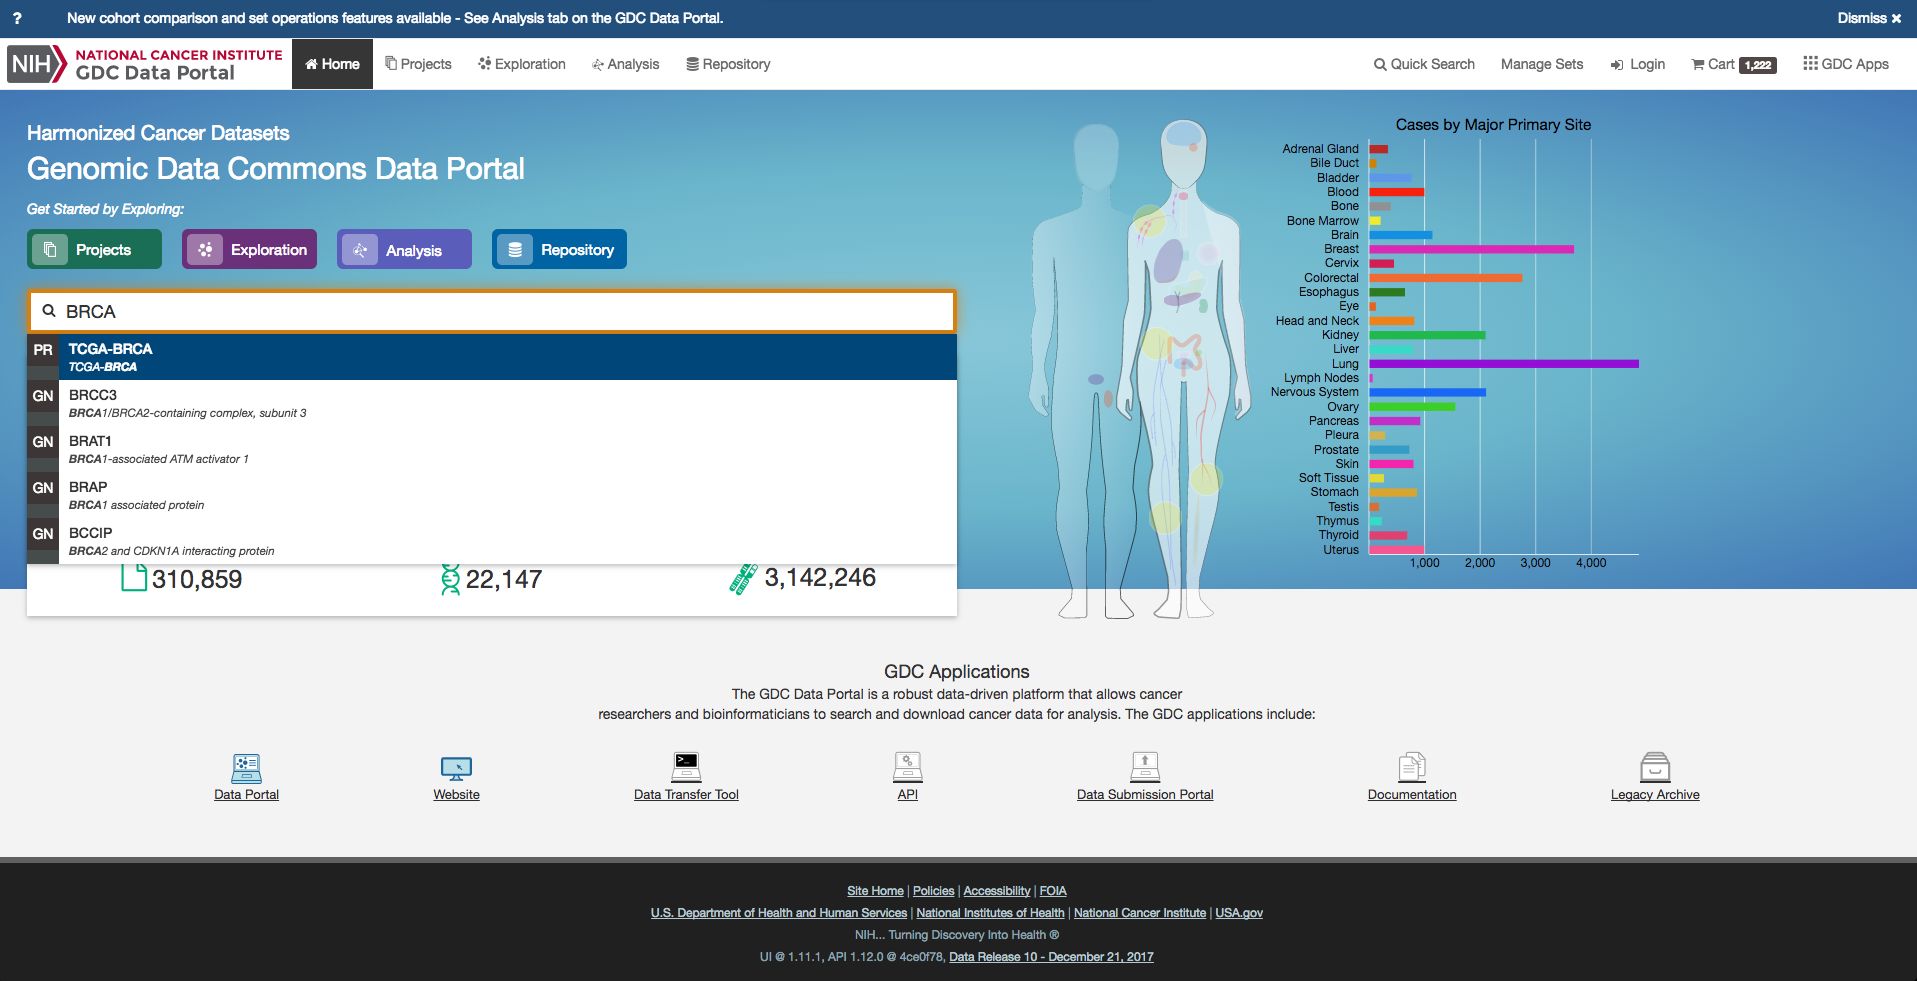 ? New cohort comparison and set operations features available - See Analysis tab on the GDC Data Portal. Dismiss ✖
NIH NATIONAL CANCER INSTITUTE
GDC Data Portal
Home Projects Exploration Analysis Repository Quick Search Manage Sets Login Cart 1,222 GDC Apps
Harmonized Cancer Datasets
Genomic Data Commons Data Portal
Get Started by Exploring:
Projects Exploration Analysis Repository
BRCA
PR TCGA-BRCA
TCGA-BRCA
GN BRCC3
BRCA1/BRCA2-containing complex, subunit 3
GN BRAT1
BRCA1-associated ATM activator 1
GN BRAP
BRCA1 associated protein
GN BCCIP
BRCA2 and CDKN1A interacting protein
310,859 22,147 3,142,246
Cases by Major Primary Site
Adrenal Gland
Bile Duct
Bladder
Blood
Bone
Bone Marrow
Brain
Breast
Cervix
Colorectal
Esophagus
Eye
Head and Neck
Kidney
Liver
Lung
Lymph Nodes
Nervous System
Ovary
Pancreas
Pleura
Prostate
Skin
Soft Tissue
Stomach
Testis
Thymus
Thyroid
Uterus
1,000 2,000 3,000 4,000
GDC Applications
The GDC Data Portal is a robust data-driven platform that allows cancer
researchers and bioinformaticians to search and download cancer data for analysis. The GDC applications include:
Data Portal Website Data Transfer Tool API Data Submission Portal Documentation Legacy Archive
Site Home | Policies | Accessibility | FOIA
U.S. Department of Health and Human Services | National Institutes of Health | National Cancer Institute | USA.gov
NIH... Turning Discovery Into Health ®
UI @ 1.11.1, API 1.12.0 @ 4ce0f78, Data Release 10 - December 21, 2017